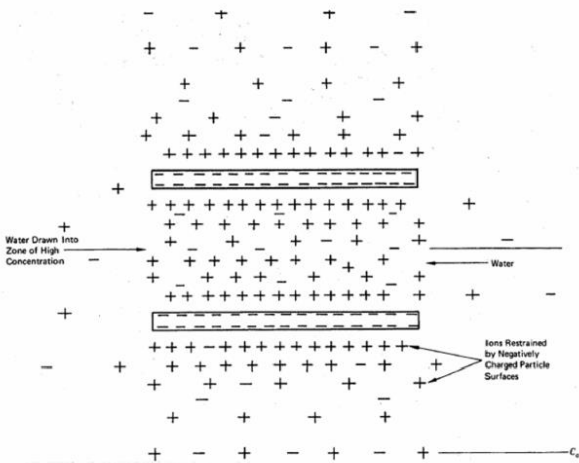 Water Drawn Into
Zone of High
Concentration
Water
Ions Restrained
by Negatively
Charged Particle
Surfaces